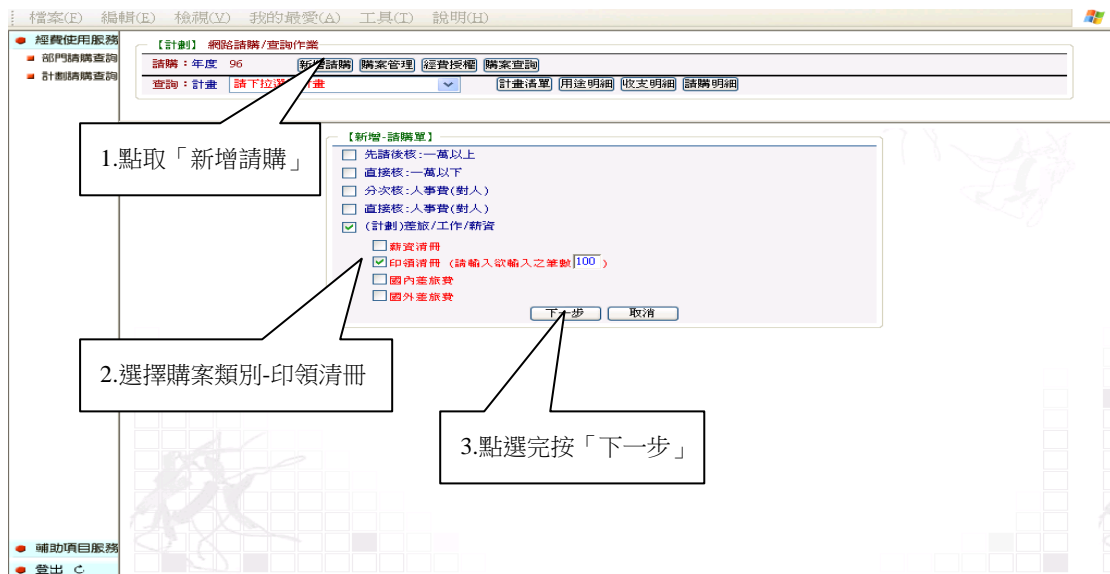 檔案(F) 編輯(E) 檢視(V) 我的最愛(A) 工具(T) 說明(H)
經費使用服務
部門請購查詢
計劃請購查詢
【計劃】 網路請購/查詢作業
請購：年度 96 新增請購 購案管理 經費授權 購案查詢
查詢：計畫 請下拉選 計畫 計畫清單 用途明細 收支明細 請購明細
1.點取「新增請購」
【新增-請購單】
先請後核:一萬以上
直接核:一萬以下
分次核:人事費(對人)
直接核:人事費(對人)
(計劃)差旅/工作/薪資
薪資清冊
印領清冊 (請輸入欲輸入之筆數 100 )
國內差旅費
國外差旅費
下一步 取消
2.選擇購案類別-印領清冊
3.點選完按「下一步」
輔助項目服務
登出